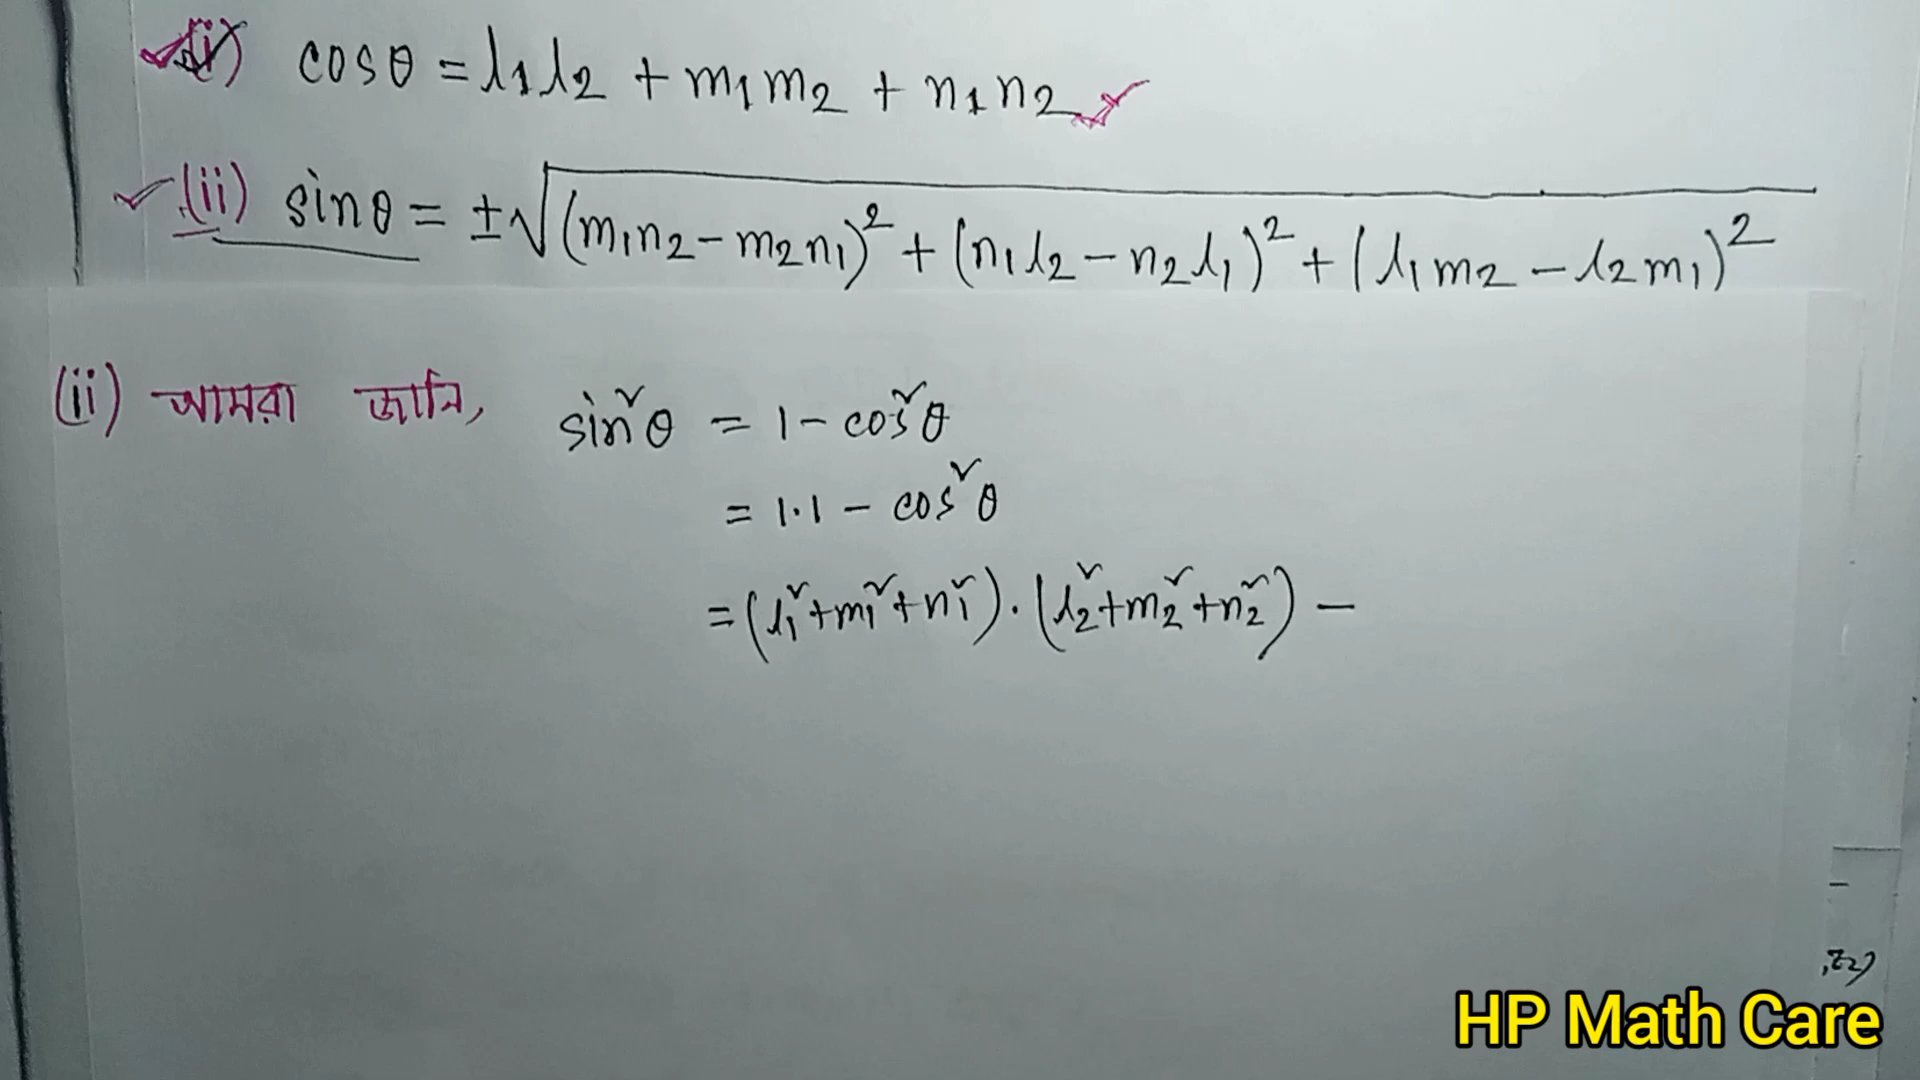 (i) cosθ = l₁l₂ + m₁m₂ + n₁n₂
(ii) sinθ = ±√(m₁n₂ − m₂n₁)² + (n₁l₂ − n₂l₁)² + (l₁m₂ − l₂m₁)²
(ii) আমরা জানি, sin²θ = 1 − cos²θ
= 1·1 − cos²θ
= (l₁² + m₁² + n₁²)·(l₂² + m₂² + n₂²) −
, z₂)
HP Math Care